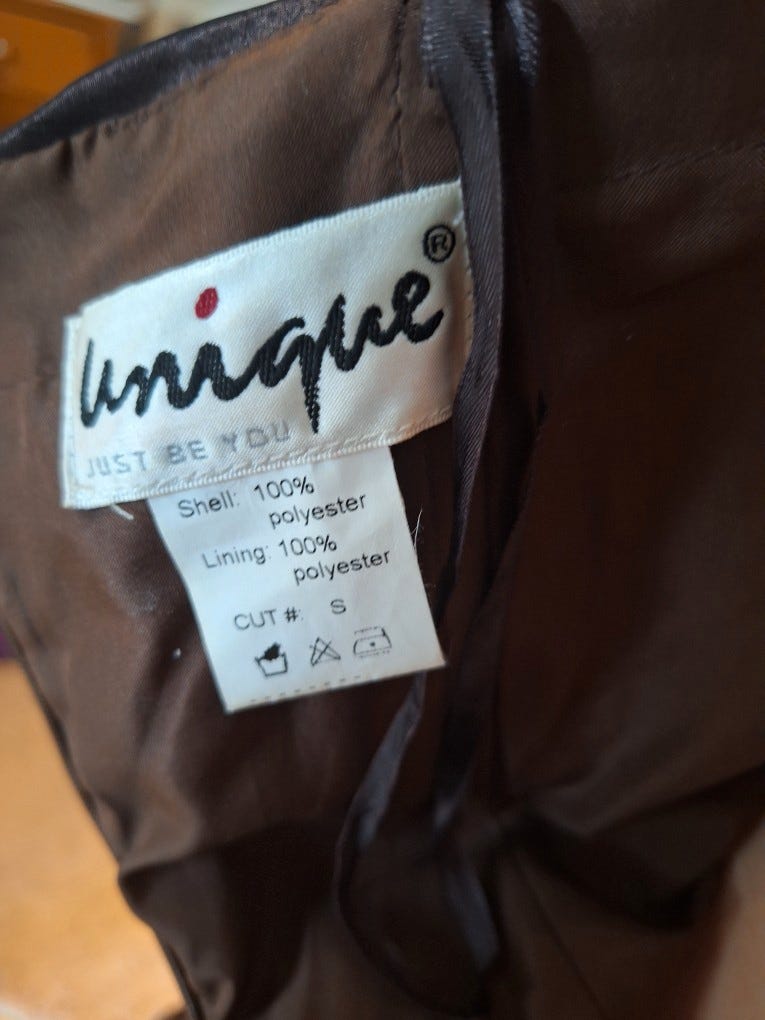 unique®
JUST BE YOU
Shell: 100%
polyester
Lining: 100%
polyester
CUT #: S